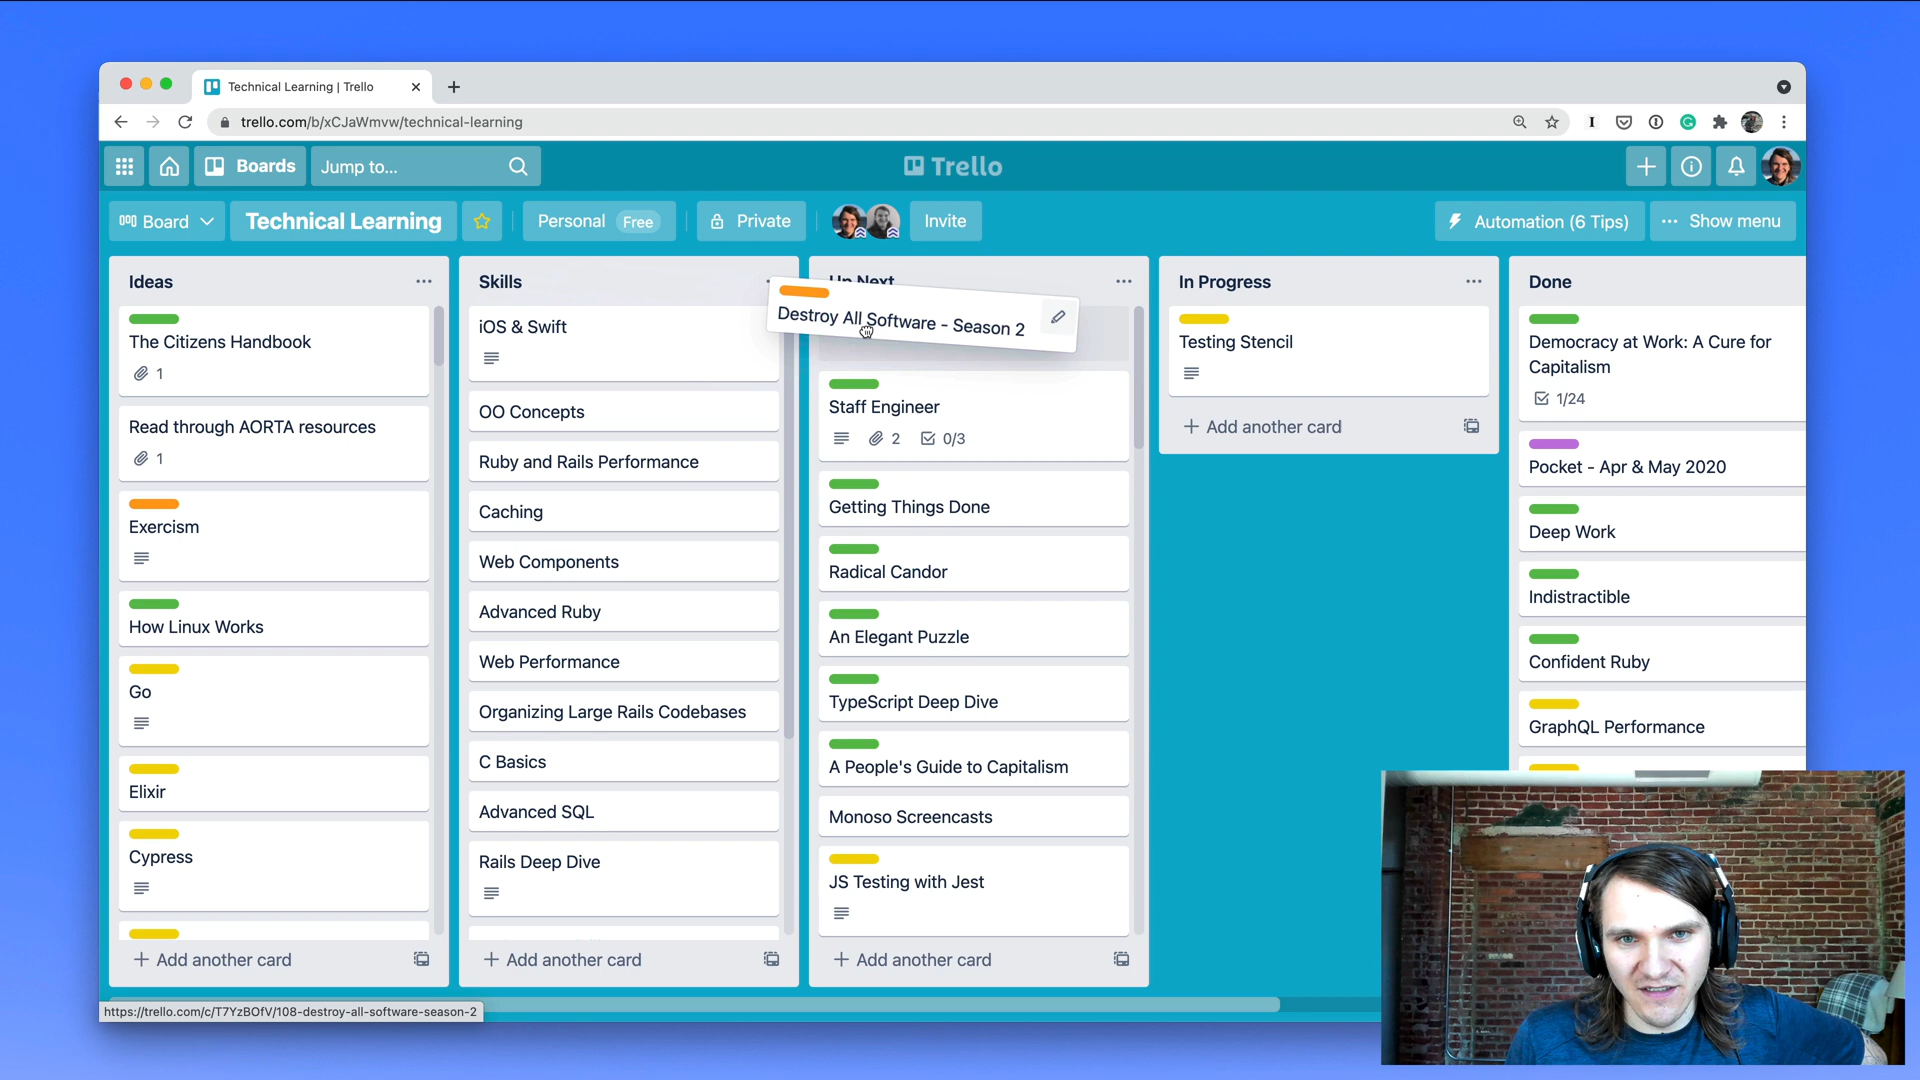 Technical Learning | Trello
trello.com/b/xCJaWmvw/technical-learning
Boards
Jump to...
Trello
Board
Technical Learning
Personal Free
Private
Invite
Automation (6 Tips)
Show menu
Ideas
The Citizens Handbook
1
Read through AORTA resources
1
Exercism
How Linux Works
Go
Elixir
Cypress
Add another card
Skills
iOS & Swift
OO Concepts
Ruby and Rails Performance
Caching
Web Components
Advanced Ruby
Web Performance
Organizing Large Rails Codebases
C Basics
Advanced SQL
Rails Deep Dive
Add another card
Up Next
Destroy All Software - Season 2
Staff Engineer
2 0/3
Getting Things Done
Radical Candor
An Elegant Puzzle
TypeScript Deep Dive
A People's Guide to Capitalism
Monoso Screencasts
JS Testing with Jest
Add another card
In Progress
Testing Stencil
Add another card
Done
Democracy at Work: A Cure for
Capitalism
1/24
Pocket - Apr & May 2020
Deep Work
Indistractible
Confident Ruby
GraphQL Performance
https://trello.com/c/T7YzBOfV/108-destroy-all-software-season-2